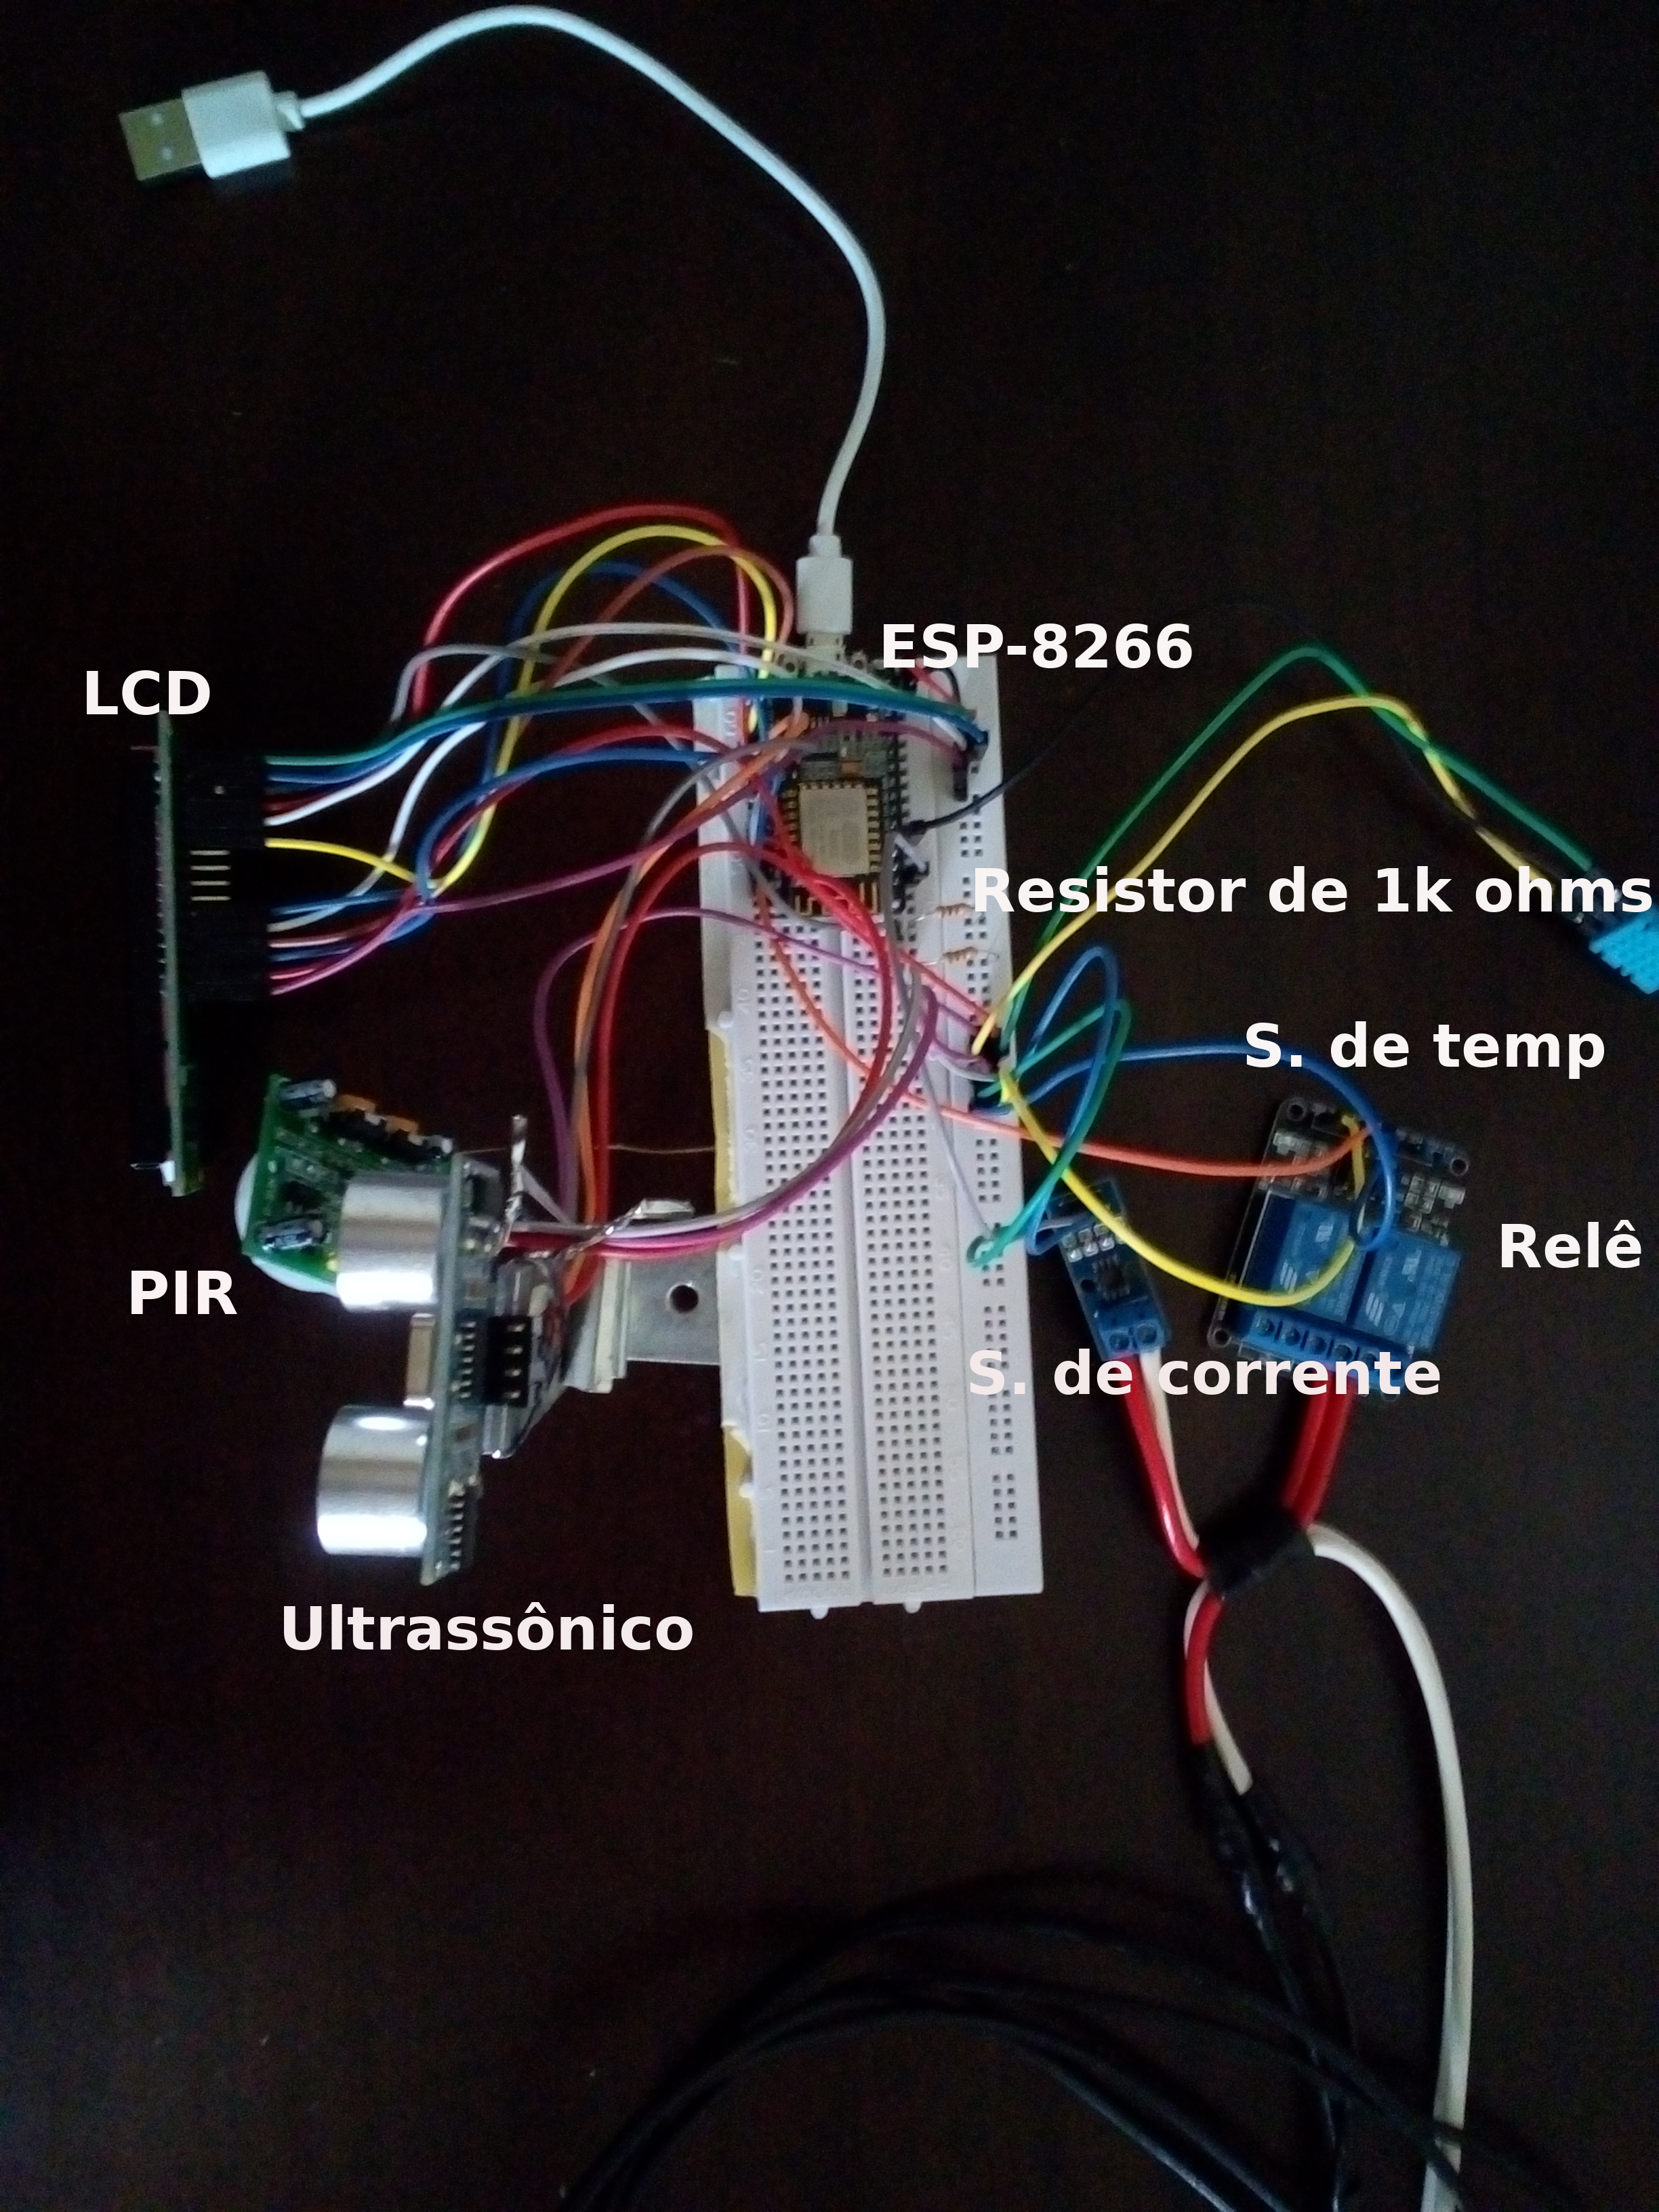 ESP-8266
LCD
Resistor de 1k ohms
S. de temp
Relê
PIR
S. de corrente
Ultrassônico